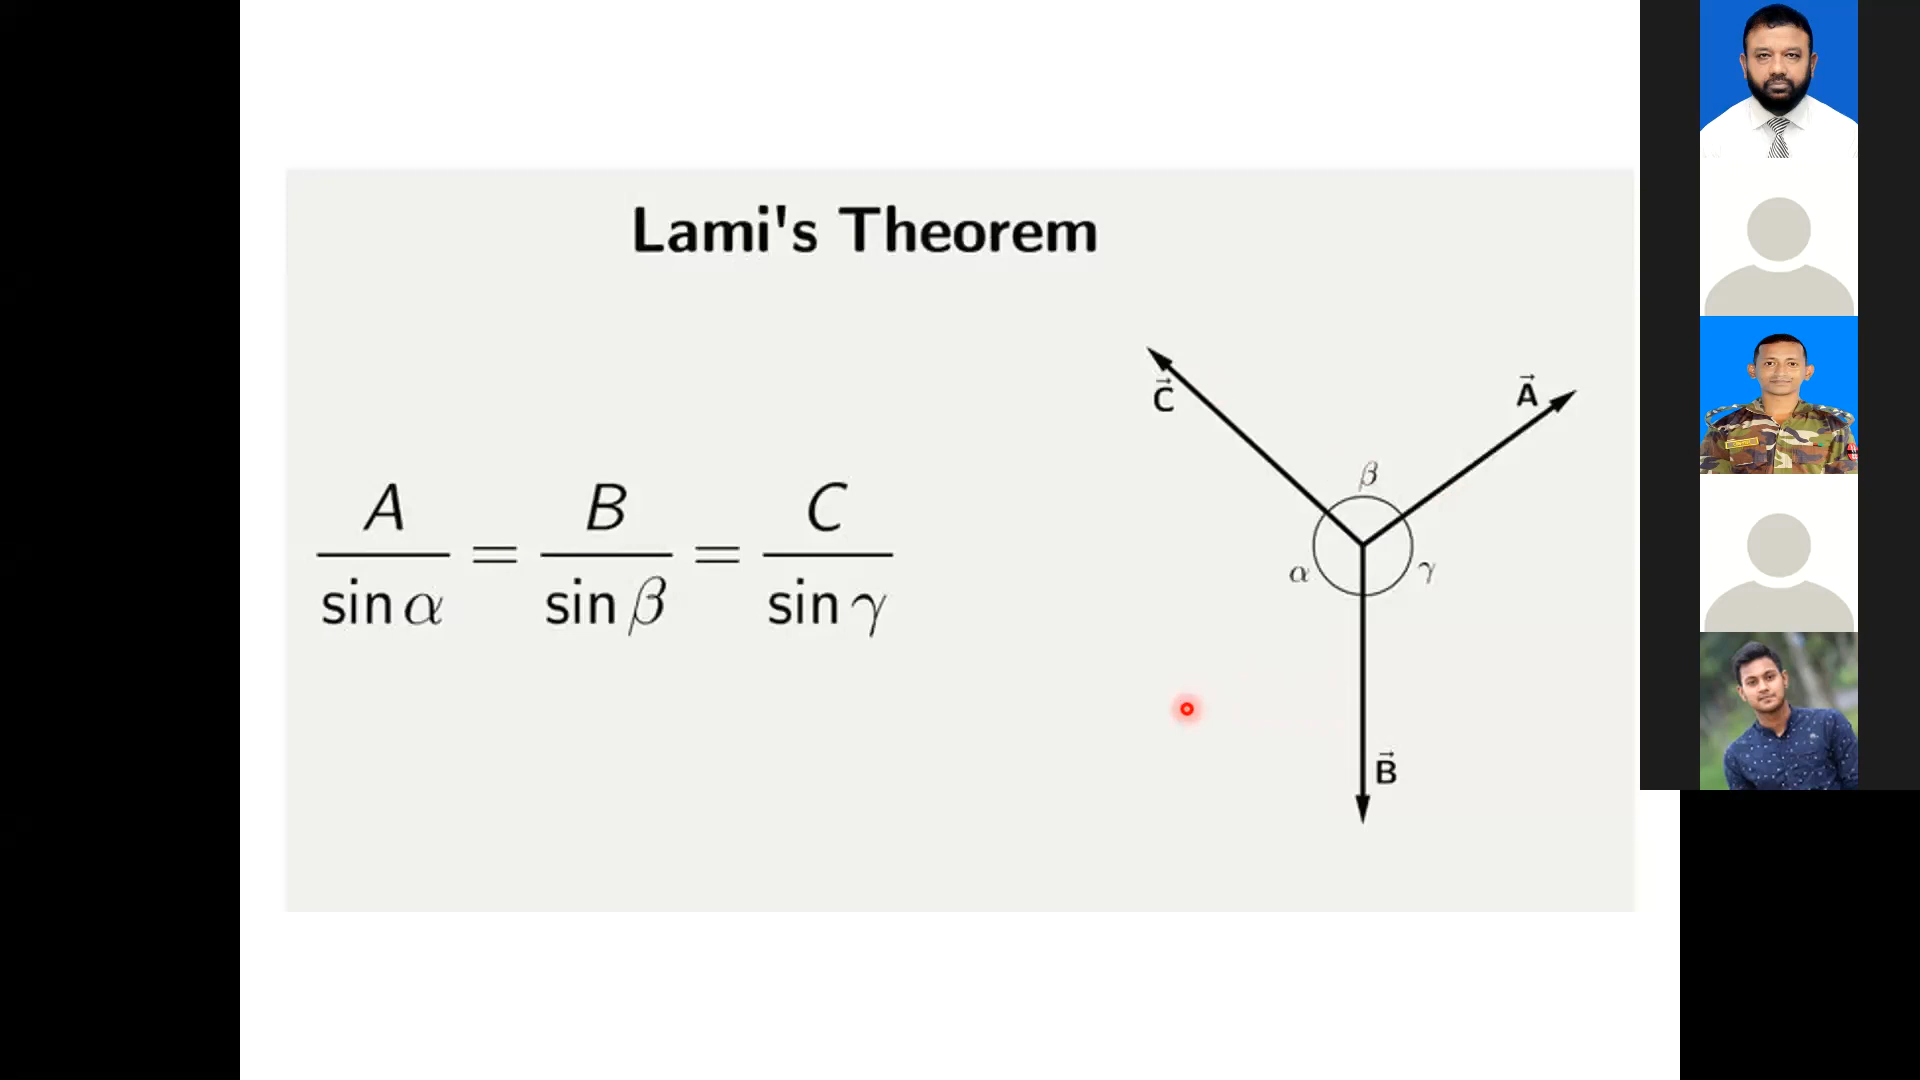 Lami's Theorem
A/sin α = B/sin β = C/sin γ
C⃗
A⃗
β
α
γ
B⃗